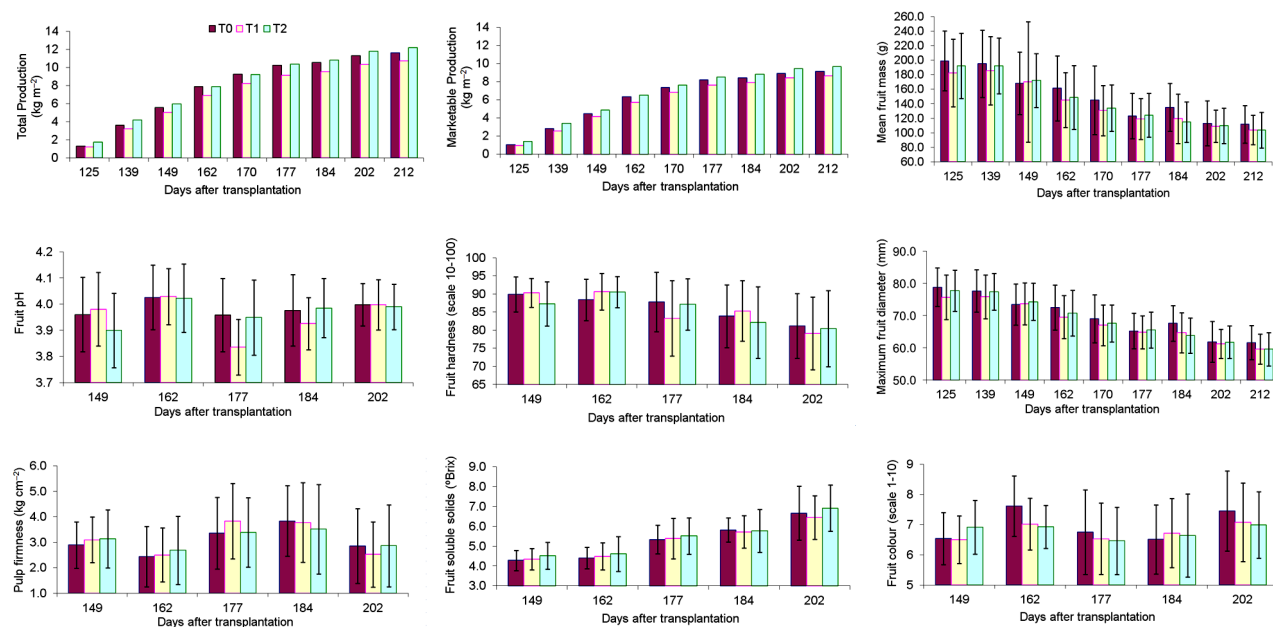 T0 T1 T2
Total Production
(kg m⁻²)
14
12
10
8
6
4
2
0
125 139 149 162 170 177 184 202 212
Days after transplantation
Marketable Production
(kg m⁻²)
14
12
10
8
6
4
2
0
125 139 149 162 170 177 184 202 212
Days after transplantation
Mean fruit mass (g)
260.0
240.0
220.0
200.0
180.0
160.0
140.0
120.0
100.0
80.0
60.0
125 139 149 162 170 177 184 202 212
Days after transplantation
Fruit pH
4.2
4.1
4.0
3.9
3.8
3.7
149 162 177 184 202
Days after transplantation
Fruit hardness (scale 10-100)
100
95
90
85
80
75
70
65
149 162 177 184 202
Days after transplantation
Maximum fruit diameter (mm)
90.0
80.0
70.0
60.0
50.0
125 139 149 162 170 177 184 202 212
Days after transplantation
Pulp firmness (kg cm⁻²)
6.0
5.0
4.0
3.0
2.0
1.0
149 162 177 184 202
Days after transplantation
Fruit soluble solids (ºBrix)
9.0
8.0
7.0
6.0
5.0
4.0
3.0
149 162 177 184 202
Days after transplantation
Fruit colour (scale 1-10)
9
8
7
6
5
149 162 177 184 202
Days after transplantation